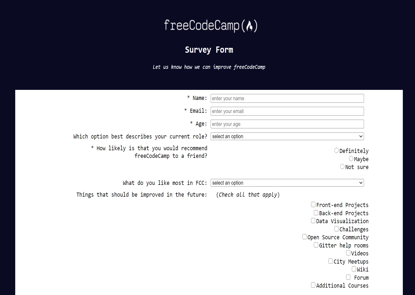 freeCodeCamp
Survey Form
Let us know how we can improve freeCodeCamp
* Name: enter your name
* Email: enter your email
* Age: enter your age
Which option best describes your current role? select an option
* How likely is that you would recommend
freeCodeCamp to a friend?
Definitely
Maybe
Not sure
What do you like most in FCC: select an option
Things that should be improved in the future: (Check all that apply)
Front-end Projects
Back-end Projects
Data Visualization
Challenges
Open Source Community
Gitter help rooms
Videos
City Meetups
Wiki
Forum
Additional Courses